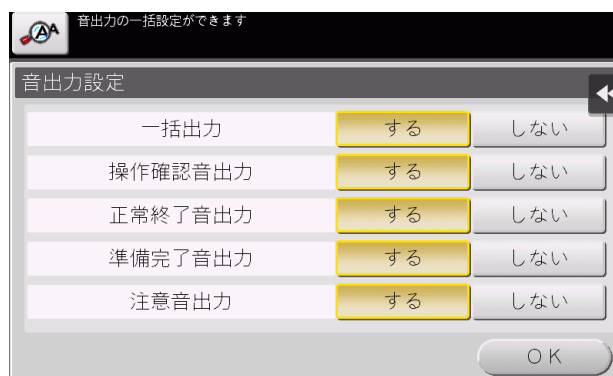 音出力の一括設定ができます
音出力設定
一括出力 する しない
操作確認音出力 する しない
正常終了音出力 する しない
準備完了音出力 する しない
注意音出力 する しない
OK